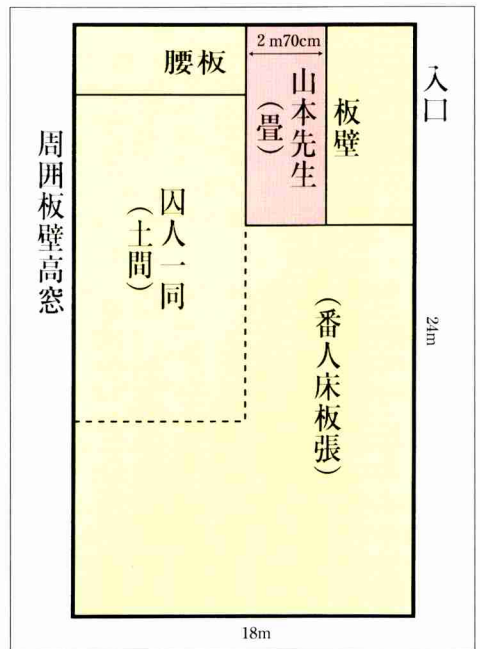 入口
板壁
2m70cm
山本先生
(畳)
腰板
囚人一同
(土間)
周囲板壁高窓
(番人床板張)
24m
18m